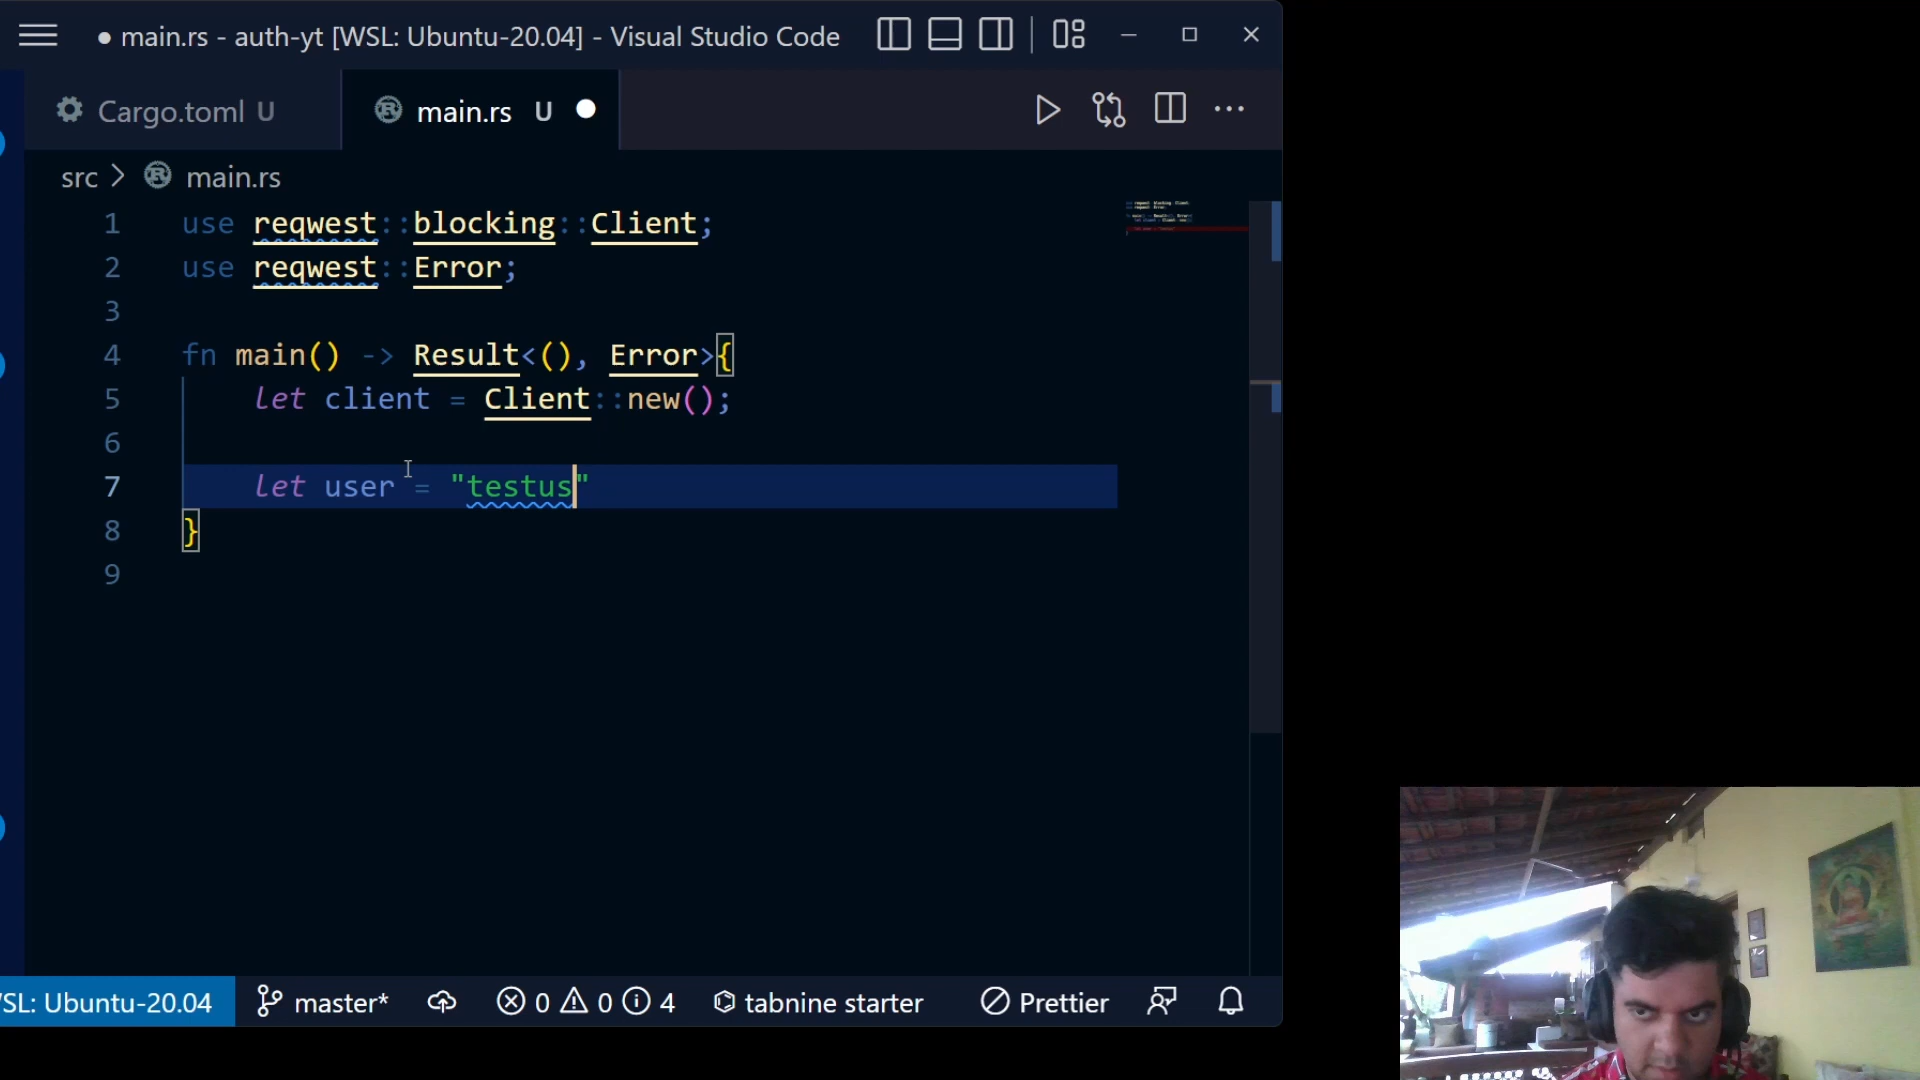 ● main.rs - auth-yt [WSL: Ubuntu-20.04] - Visual Studio Code
Cargo.toml U
main.rs U
src > main.rs
1 use reqwest::blocking::Client;
2 use reqwest::Error;
3
4 fn main() -> Result<(), Error>{
5 let client = Client::new();
6
7 let user = "testus"
8 }
9
SL: Ubuntu-20.04 master* 0 0 4 tabnine starter Prettier